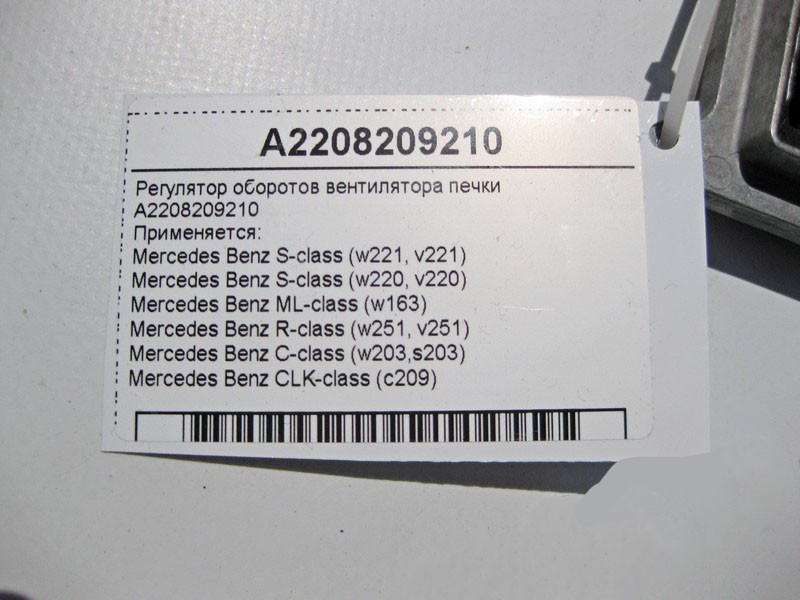 A2208209210
Регулятор оборотов вентилятора печки
A2208209210
Применяется:
Mercedes Benz S-class (w221, v221)
Mercedes Benz S-class (w220, v220)
Mercedes Benz ML-class (w163)
Mercedes Benz R-class (w251, v251)
Mercedes Benz C-class (w203,s203)
Mercedes Benz CLK-class (c209)